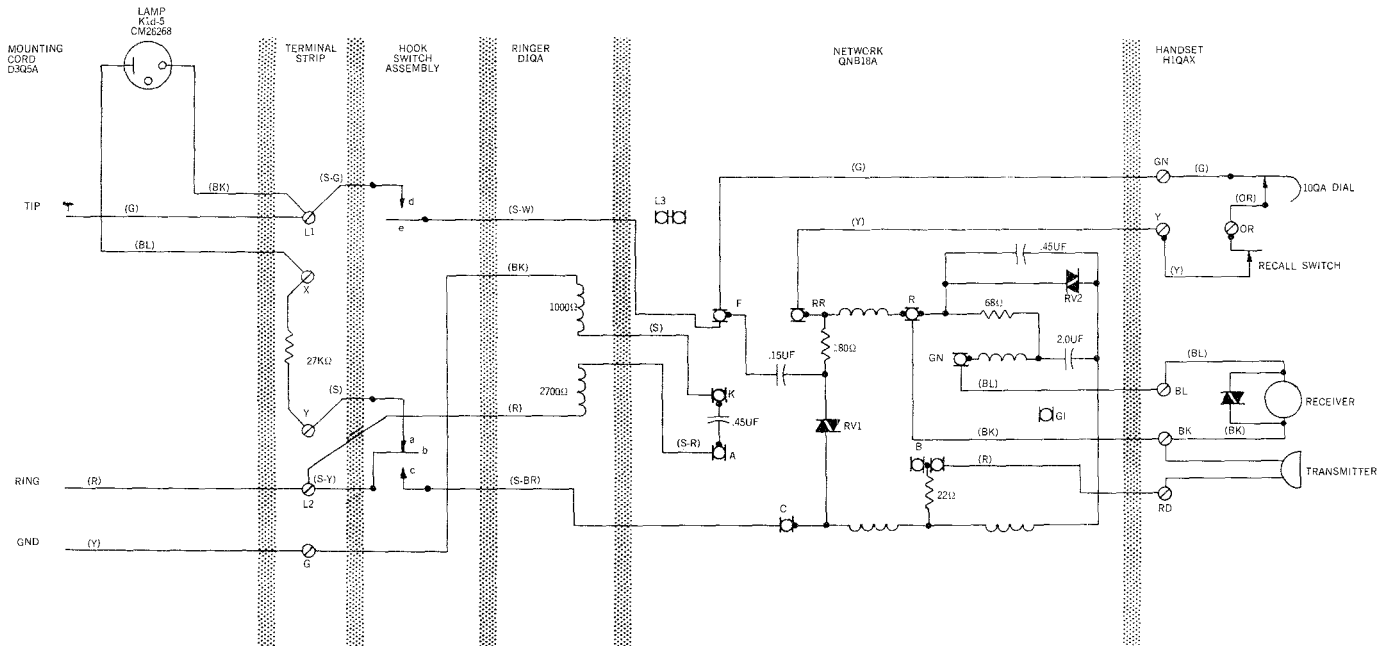 LAMP
K1d-5
CM26268
MOUNTING
CORD
D3Q5A
TERMINAL
STRIP
HOOK
SWITCH
ASSEMBLY
RINGER
D1QA
NETWORK
QNB18A
HANDSET
H1QAX
(G)
GN
(G)
10QA DIAL
(BK)
(S-G)
d
(OR)
TIP
T
(G)
L1
e
(S-W)
L3
(Y)
Y
OR
(BL)
(Y)
RECALL SWITCH
X
(BK)
.45UF
RV2
1000Ω
F
RR
R
68Ω
(S)
27KΩ
180Ω
.15UF
GN
2.0UF
(BL)
(BL)
BL
RECEIVER
Y
(S)
2700Ω
K
(R)
.45UF
RV1
G1
(BK)
BK
(BK)
a
b
(S-R)
A
B
(R)
c
TRANSMITTER
RING
(R)
(S-Y)
L2
(S-BR)
22Ω
RD
C
GND
(Y)
G